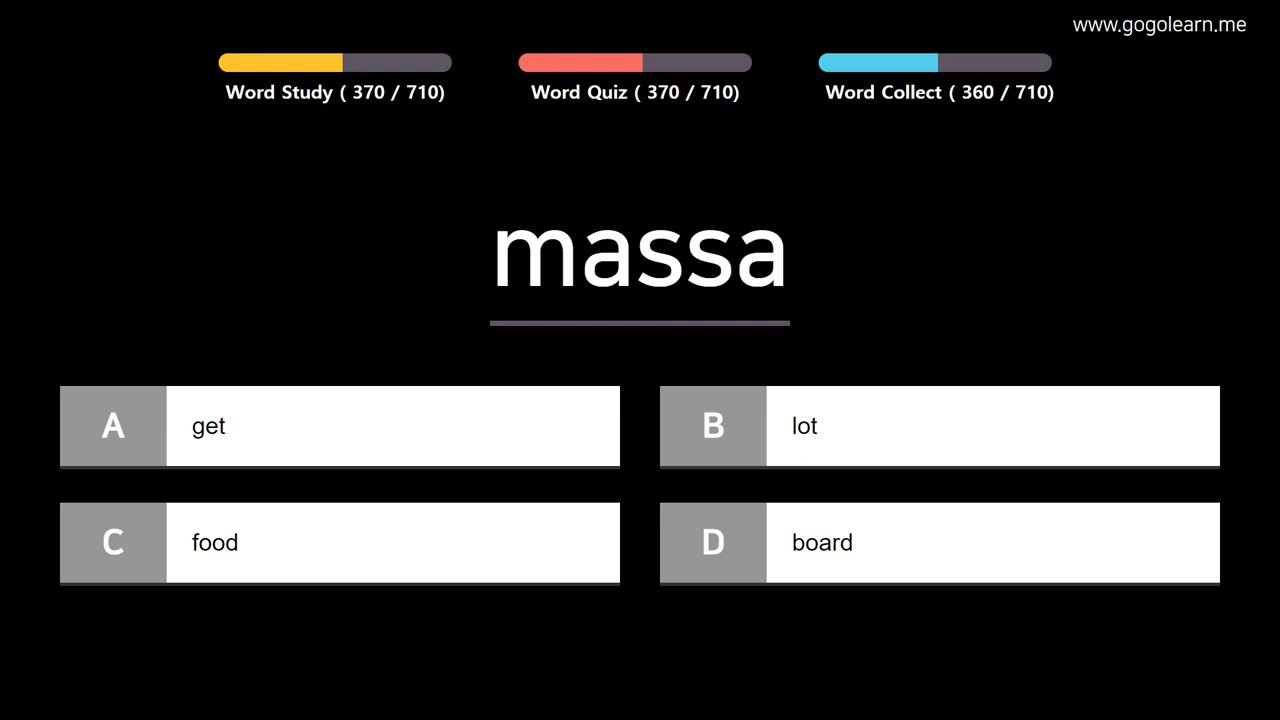 www.gogolearn.me
Word Study ( 370 / 710)
Word Quiz ( 370 / 710)
Word Collect ( 360 / 710)
massa
A get
B lot
C food
D board